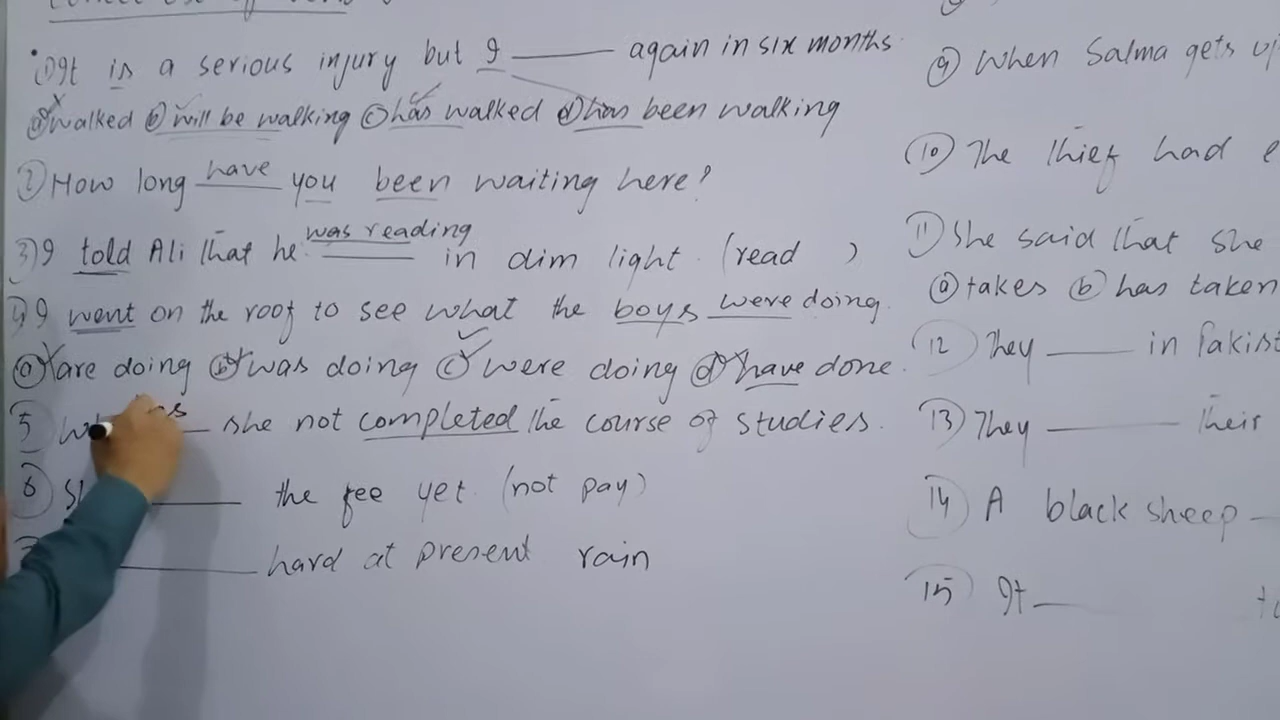 1) It is a serious injury but I ______ again in six months.
(a) walked (b) will be walking (c) has walked (d) has been walking
2) How long have you been waiting here?
3) I told Ali that he was reading in dim light. (read )
4) I went on the roof to see what the boys were doing.
(a) are doing (b) was doing (c) were doing (d) have done.
5 she not completed the course of studies.
6 ______ the fee yet. (not pay)
______ hard at present rain
9) When Salma gets up
(10) The thief had
11) She said that she
(a) takes (b) has taken
12) They ______ in Pakist
13) They ______ their
14) A black sheep
15) It ___